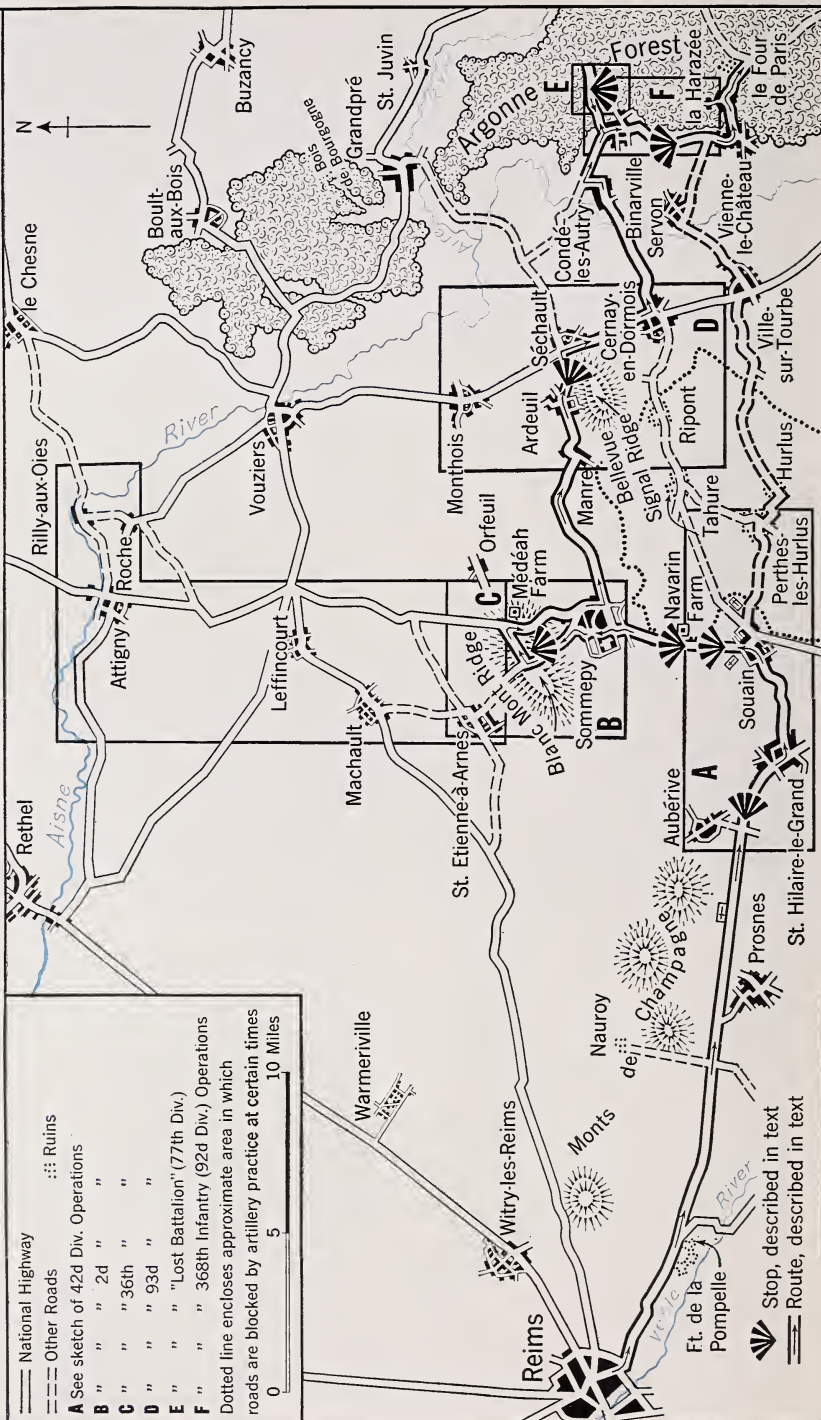 National Highway
Other Roads ::: Ruins
A See sketch of 42d Div. Operations
B " " " 2d " "
C " " " 36th " "
D " " " 93d " "
E " " " "Lost Battalion" (77th Div.)
F " " " 368th Infantry (92d Div.) Operations
Dotted line encloses approximate area in which
roads are blocked by artillery practice at certain times
0 5 10 Miles
N
Rethel
Aisne
Rilly-aux-Oies
Attigny
Roche
le Chesne
Boult-
aux-Bois
Buzancy
Bois
de Bourgogne
River
Vouziers
Grandpré
St. Juvin
Aire
Leffincourt
Machault
Monthois
Argonne
Forest
Warmeriville
St. Etienne-à-Arnes
Orfeuil
C
Médéah
Farm
Blanc Mont Ridge
Sommepy
B
Manre
Ardeuil
Séchault
Bellevue
Signal Ridge
Condé-
les-Autry
Cernay-
en-Dormois
D
E
F
Binarville
Servon
la Harazée
le Four
de Paris
Vienne-
le-Château
Ville-
sur-Tourbe
Ripont
Tahure
Hurlus
Perthes-
les-Hurlus
Navarin
Farm
Souain
A
Aubérive
St. Hilaire-le-Grand
Witry-les-Reims
Reims
Monts
de
Champagne
Nauroy
Prosnes
Ft. de la
Pompelle
Vesle
River
Stop, described in text
Route, described in text